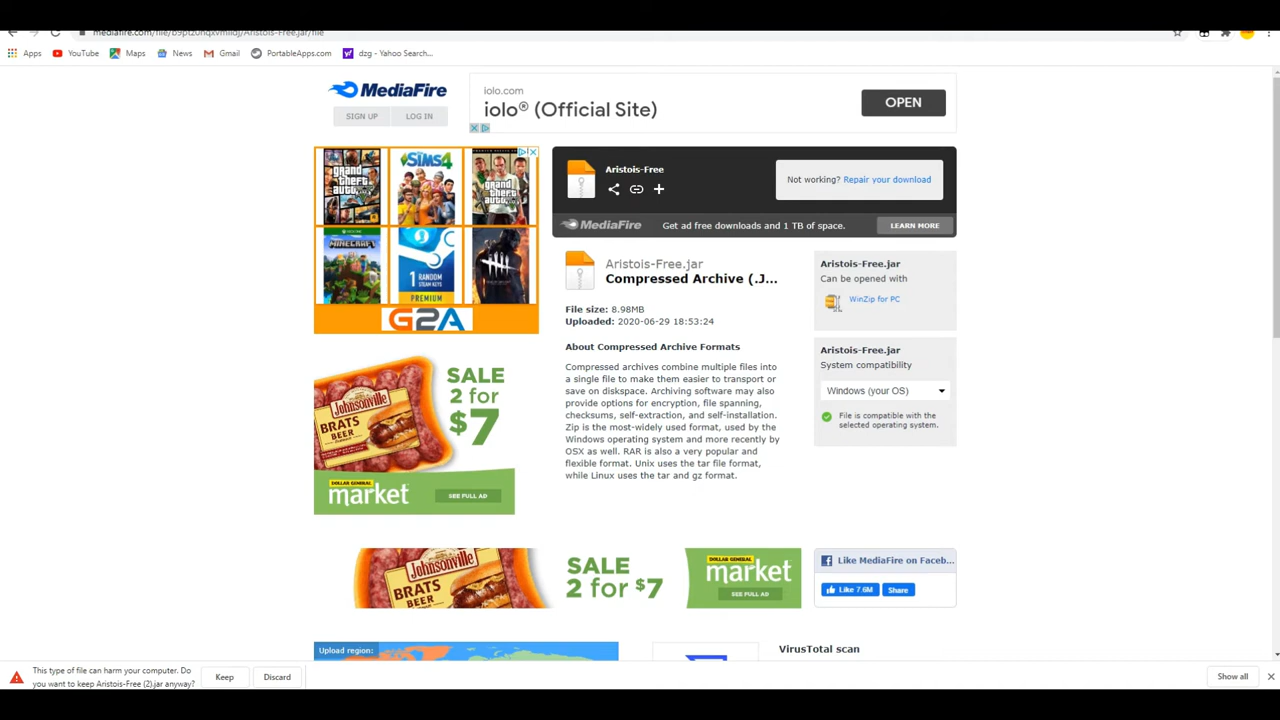 mediafire.com/file/b9ptz0hqxvmiidj/Aristois-Free.jar/file
Apps YouTube Maps News Gmail PortableApps.com dzg - Yahoo Search...
MediaFire
SIGN UP LOG IN
iolo.com
iolo® (Official Site)
OPEN
THE SIMS 4
MINECRAFT
1 RANDOM STEAM KEYS
PREMIUM
G2A
Aristois-Free
Not working? Repair your download
MediaFire Get ad free downloads and 1 TB of space. LEARN MORE
Aristois-Free.jar
Compressed Archive (.J...
File size: 8.98MB
Uploaded: 2020-06-29 18:53:24
About Compressed Archive Formats
Compressed archives combine multiple files into
a single file to make them easier to transport or
save on diskspace. Archiving software may also
provide options for encryption, file spanning,
checksums, self-extraction, and self-installation.
Zip is the most-widely used format, used by the
Windows operating system and more recently by
OSX as well. RAR is also a very popular and
flexible format. Unix uses the tar file format,
while Linux uses the tar and gz format.
Aristois-Free.jar
Can be opened with
WinZip for PC
Aristois-Free.jar
System compatibility
Windows (your OS)
File is compatible with the
selected operating system.
Johnsonville
BRATS
BEER
SALE
2 for
$7
DOLLAR GENERAL
market
SEE FULL AD
Johnsonville
BRATS
BEER
SALE
2 for $7
DOLLAR GENERAL
market
SEE FULL AD
Like MediaFire on Faceb...
Like 7.6M Share
Upload region:
VirusTotal scan
This type of file can harm your computer. Do
you want to keep Aristois-Free (2).jar anyway?
Keep Discard
Show all